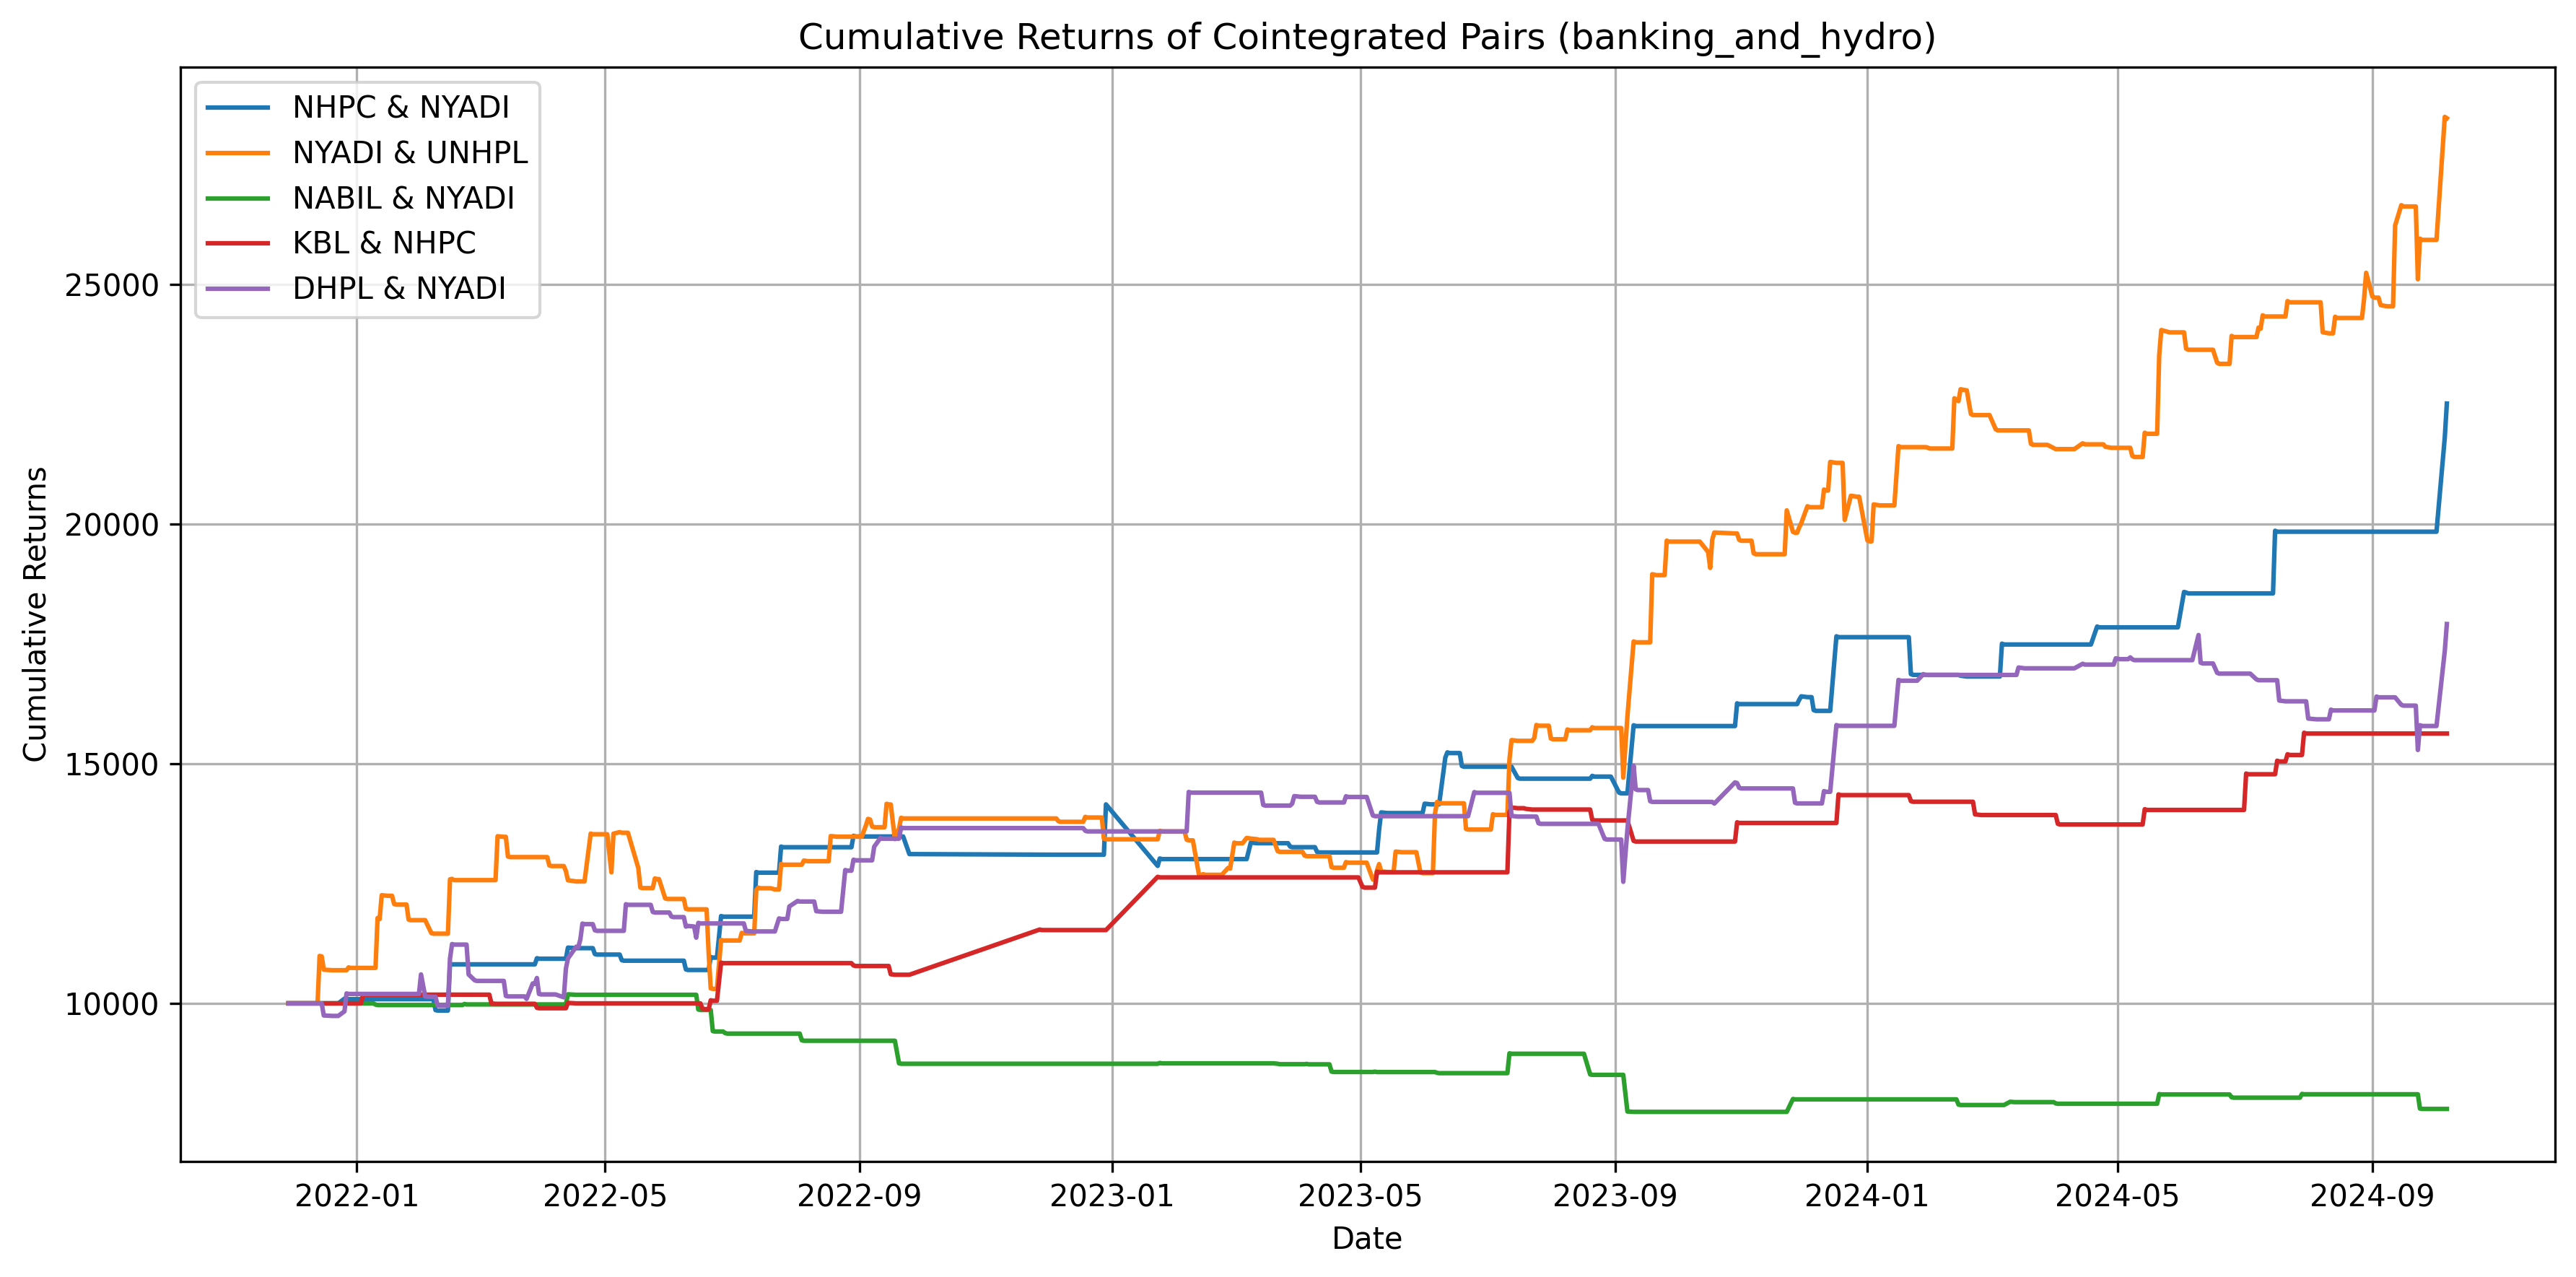 Cumulative Returns of Cointegrated Pairs (banking_and_hydro)
NHPC & NYADI
NYADI & UNHPL
NABIL & NYADI
KBL & NHPC
DHPL & NYADI
Cumulative Returns
25000
20000
15000
10000
2022-01 2022-05 2022-09 2023-01 2023-05 2023-09 2024-01 2024-05 2024-09
Date